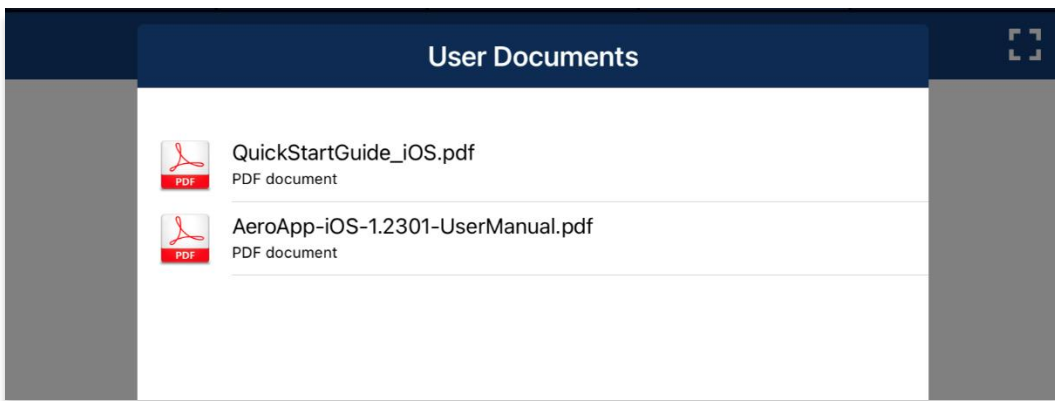 User Documents
PDF
QuickStartGuide_iOS.pdf
PDF document
PDF
AeroApp-iOS-1.2301-UserManual.pdf
PDF document